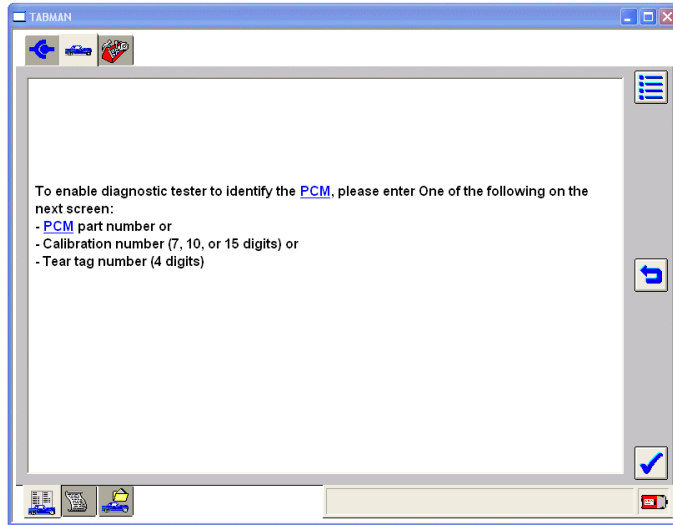 TABMAN
To enable diagnostic tester to identify the PCM, please enter One of the following on the
next screen:
- PCM part number or
- Calibration number (7, 10, or 15 digits) or
- Tear tag number (4 digits)